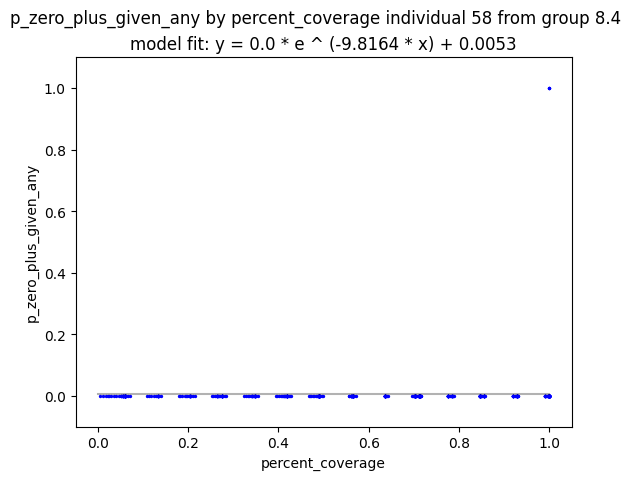 p_zero_plus_given_any by percent_coverage individual 58 from group 8.4
model fit: y = 0.0 * e ^ (-9.8164 * x) + 0.0053
1.0
0.8
0.6
0.4
0.2
0.0
p_zero_plus_given_any
0.0 0.2 0.4 0.6 0.8 1.0
percent_coverage